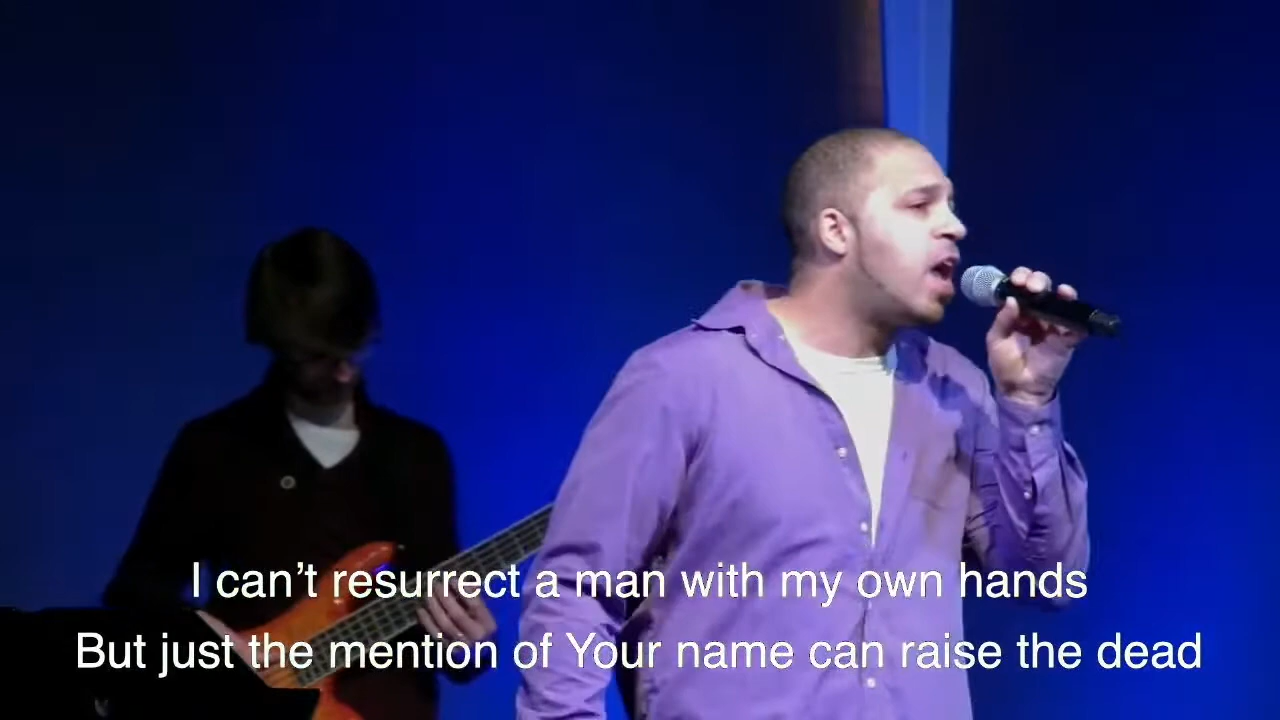 I can’t resurrect a man with my own hands
But just the mention of Your name can raise the dead